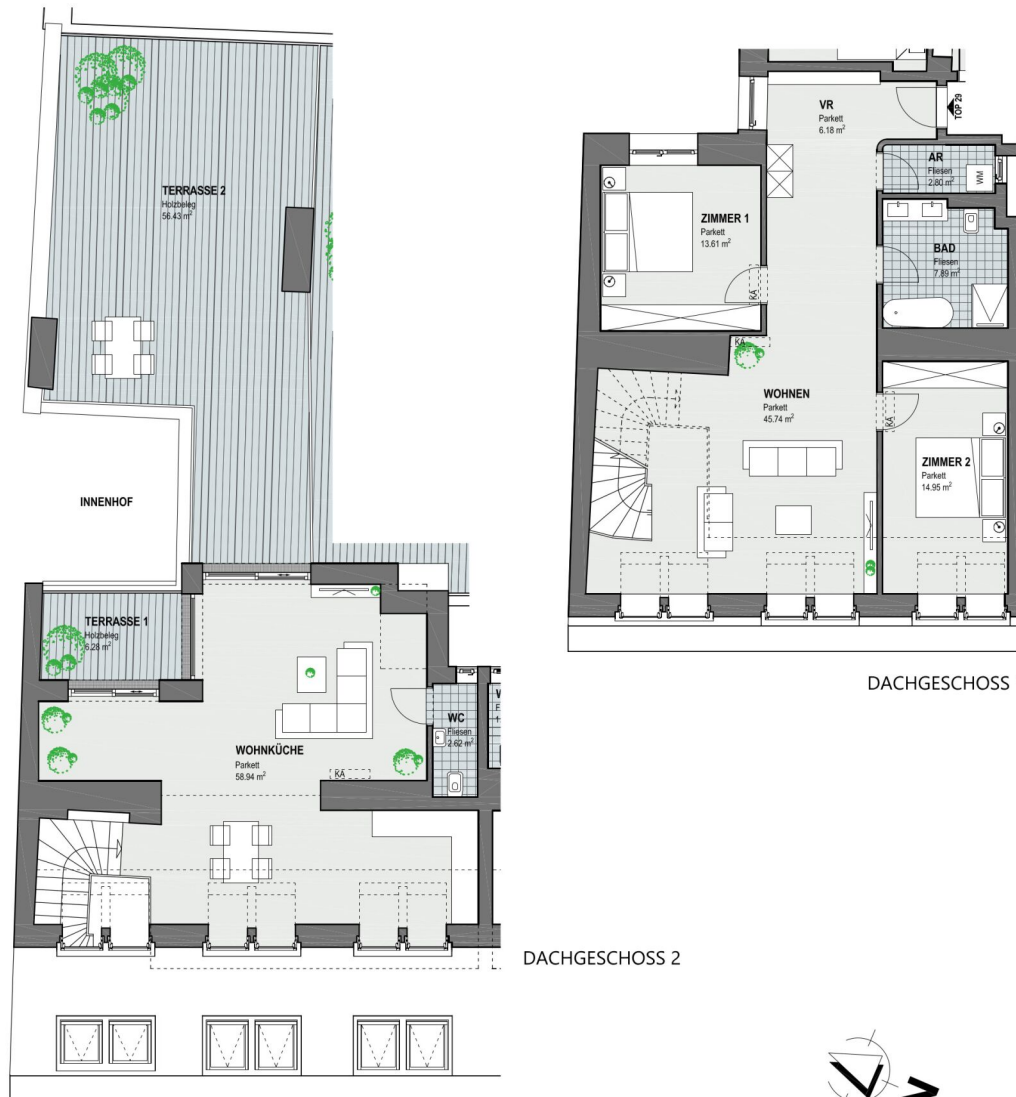 TERRASSE 2
Holzbeleg
56.43 m²
INNENHOF
TERRASSE 1
Holzbeleg
6.28 m²
WOHNKÜCHE
Parkett
58.94 m²
KA
WC
Fliesen
2.62 m²
DACHGESCHOSS 2
VR
Parkett
6.18 m²
TOP 29
AR
Fliesen
2.80 m²
WM
ZIMMER 1
Parkett
13.61 m²
KA
BAD
Fliesen
7.89 m²
KA
WOHNEN
Parkett
45.74 m²
KA
ZIMMER 2
Parkett
14.95 m²
DACHGESCHOSS